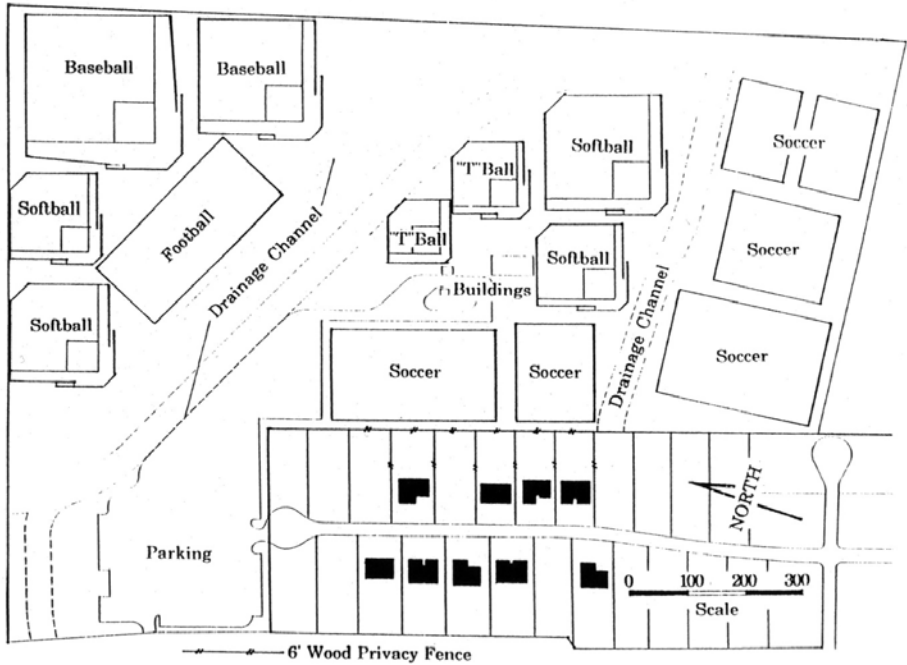 Baseball
Baseball
Softball
"T" Ball
Soccer
Softball
Football
"T" Ball
Drainage Channel
Softball
Soccer
Buildings
Drainage Channel
Softball
Soccer
Soccer
Soccer
NORTH
Parking
0 100 200 300
Scale
6' Wood Privacy Fence